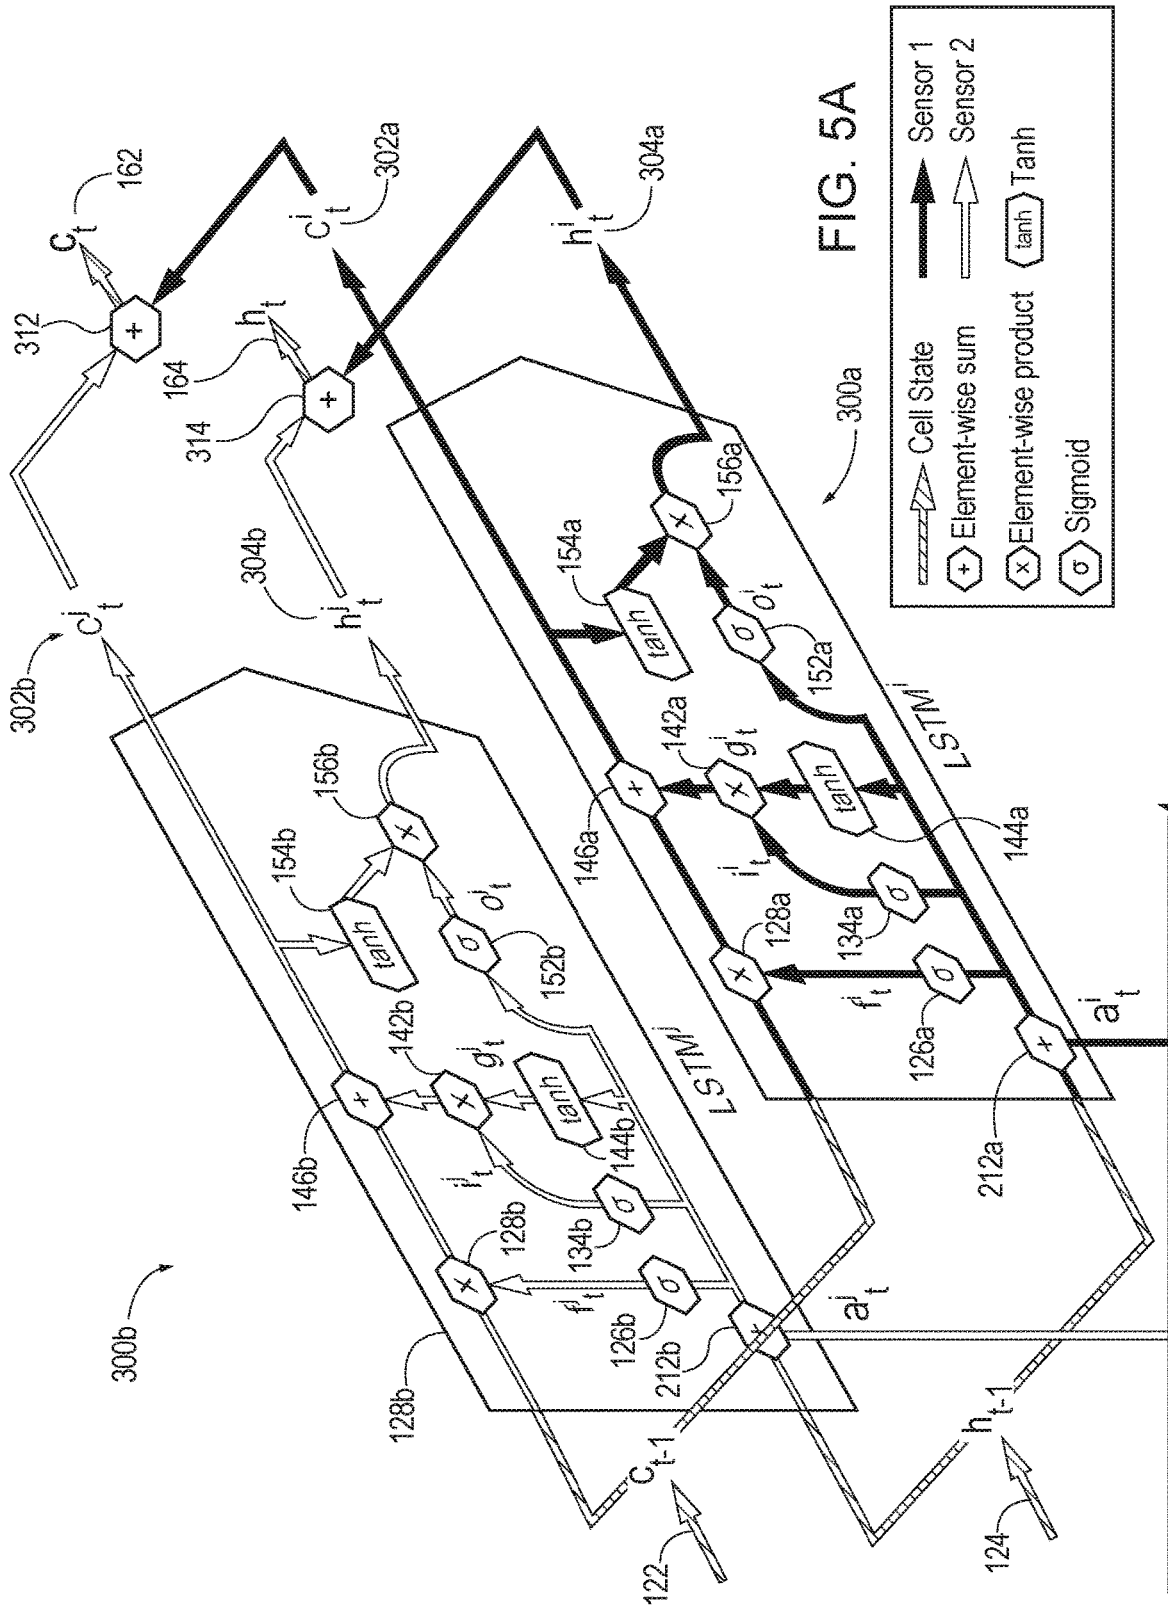 312
c_t
162
302b
c^j_t
164
h_t
314
300b
146b
154b
156b
304b
h^j_t
c^i_t
302a
128b
128b
142b
g^j_t
i^j_t
f^j_t
tanh
tanh
o^j_t
152b
144b
134b
126b
212b
LSTM^j
h^i_t
304a
146a
154a
156a
128a
142a
g^i_t
i^i_t
f^i_t
tanh
tanh
o^i_t
152a
144a
134a
126a
212a
LSTM^i
300a
122
c_{t-1}
a^j_t
124
h_{t-1}
a^i_t
FIG. 5A
Cell State
Sensor 1
+ Element-wise sum
Sensor 2
x Element-wise product
tanh Tanh
σ Sigmoid